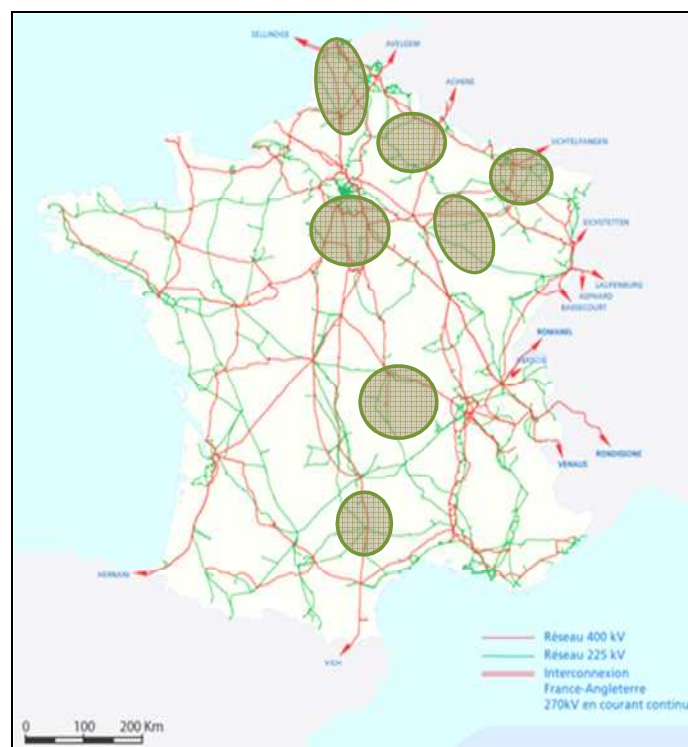 SELLINDGE
AVELGEM
ACHENE
UCHTELFANGEN
EICHSTETTEN
LAUFENBURG
ASPHARD
BASSECOURT
ROMANEL
VERBOIS
RONDISSONE
VENAUS
HERNANI
VICH
Réseau 400 kV
Réseau 225 kV
Interconnexion
France-Angleterre
270kV en courant continu
0 100 200 Km